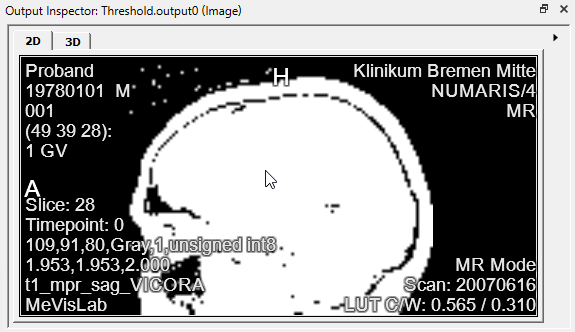 Output Inspector: Threshold.output0 (Image)
2D 3D
Proband
19780101 M
001
(49 39 28):
1 GV
H
Klinikum Bremen Mitte
NUMARIS/4
MR
A
Slice: 28
Timepoint: 0
109,91,80,Gray,1,unsigned int8
1.953,1.953,2.000
t1_mpr_sag_VICORA
MeVisLab
MR Mode
Scan: 20070616
LUT C/W: 0.565 / 0.310